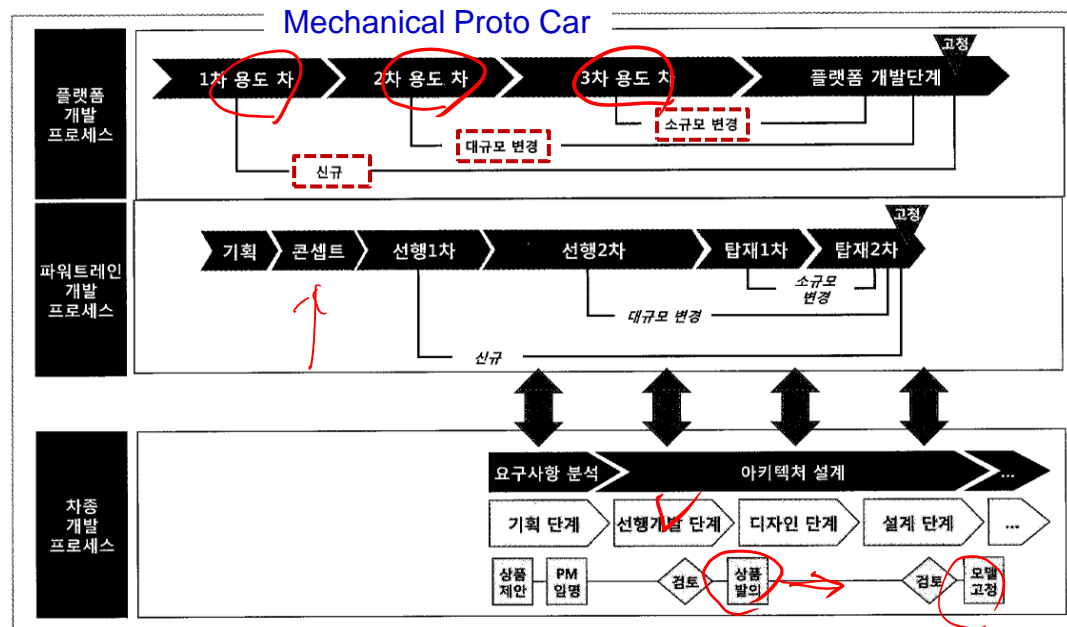 Mechanical Proto Car
플랫폼
개발
프로세스
고정
1차 용도 차
2차 용도 차
3차 용도 차
플랫폼 개발단계
소규모 변경
대규모 변경
신규
파워트레인
개발
프로세스
고정
기획
콘셉트
선행1차
선행2차
탑재1차
탑재2차
소규모
변경
대규모 변경
신규
차종
개발
프로세스
요구사항 분석
아키텍처 설계
...
기획 단계
선행개발 단계
디자인 단계
설계 단계
...
상품
제안
PM
임명
검토
상품
발의
검토
모델
고정